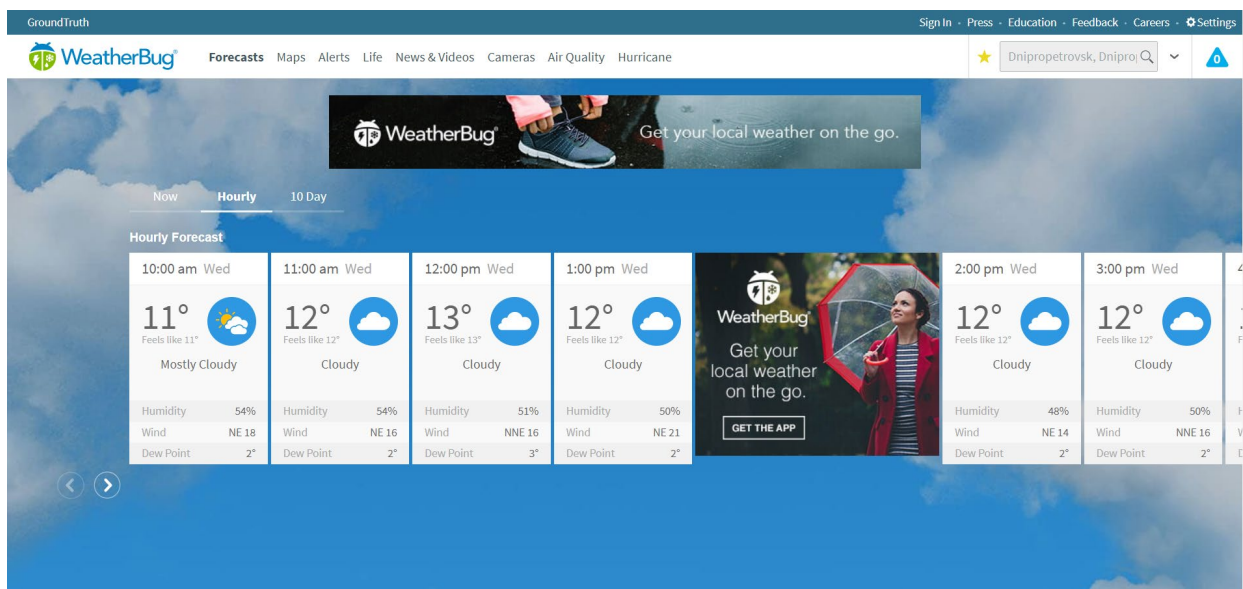 GroundTruth
Sign In - Press - Education - Feedback - Careers - Settings
WeatherBug
Forecasts Maps Alerts Life News & Videos Cameras Air Quality Hurricane
Dnipropetrovsk, Dnipro
0
WeatherBug
Get your local weather on the go.
Now Hourly 10 Day
Hourly Forecast
10:00 am Wed
11°
Feels like 11°
Mostly Cloudy
Humidity 54%
Wind NE 18
Dew Point 2°
11:00 am Wed
12°
Feels like 12°
Cloudy
Humidity 54%
Wind NE 16
Dew Point 2°
12:00 pm Wed
13°
Feels like 13°
Cloudy
Humidity 51%
Wind NNE 16
Dew Point 3°
1:00 pm Wed
12°
Feels like 12°
Cloudy
Humidity 50%
Wind NE 21
Dew Point 2°
WeatherBug
Get your
local weather
on the go.
GET THE APP
2:00 pm Wed
12°
Feels like 12°
Cloudy
Humidity 48%
Wind NE 14
Dew Point 2°
3:00 pm Wed
12°
Feels like 12°
Cloudy
Humidity 50%
Wind NNE 16
Dew Point 2°